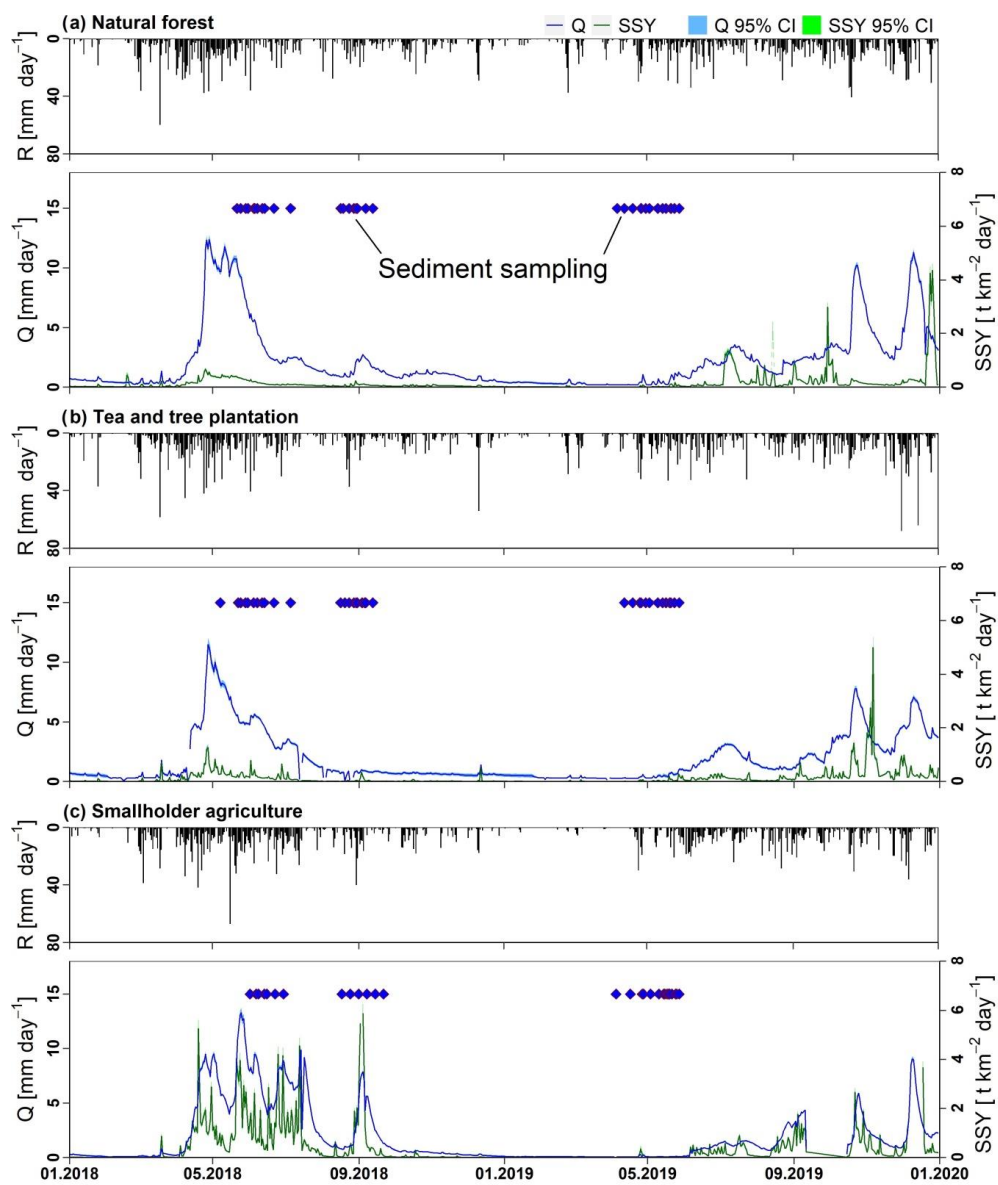 (a) Natural forest
Q SSY Q 95% CI SSY 95% CI
R [mm day⁻¹]
0
40
80
Sediment sampling
Q [mm day⁻¹]
15
10
5
0
SSY [ t km⁻² day⁻¹]
8
6
4
2
0
(b) Tea and tree plantation
R [mm day⁻¹]
0
40
80
Q [mm day⁻¹]
15
10
5
0
SSY [ t km⁻² day⁻¹]
8
6
4
2
0
(c) Smallholder agriculture
R [mm day⁻¹]
0
40
80
Q [mm day⁻¹]
15
10
5
0
SSY [ t km⁻² day⁻¹]
8
6
4
2
0
01.2018 05.2018 09.2018 01.2019 05.2019 09.2019 01.2020